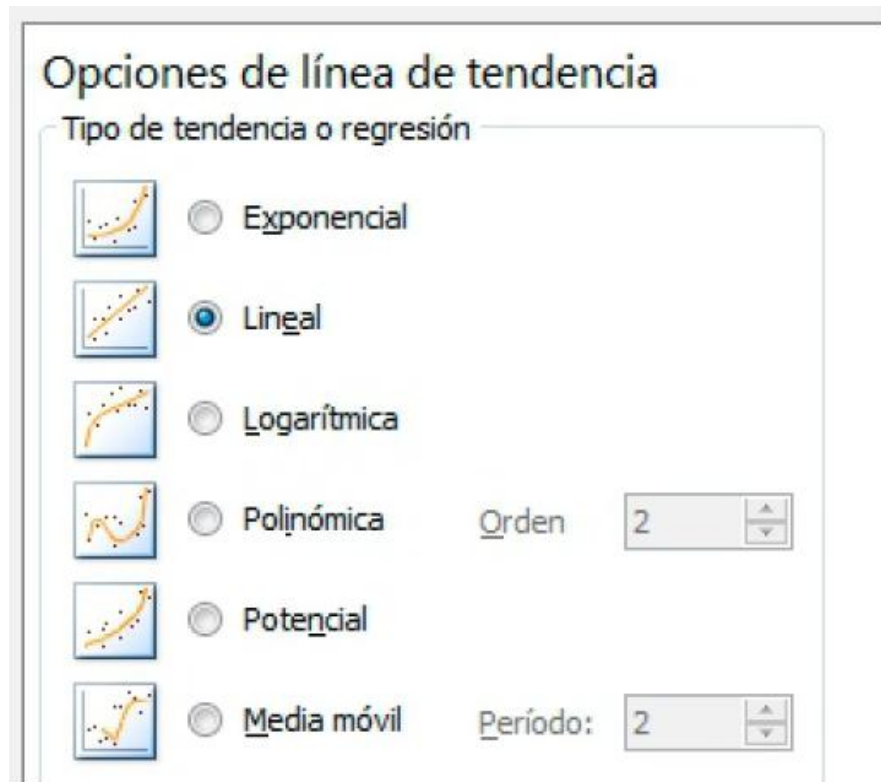 Opciones de línea de tendencia
Tipo de tendencia o regresión
Exponencial
Lineal
Logarítmica
Polinómica Orden 2
Potencial
Media móvil Período: 2